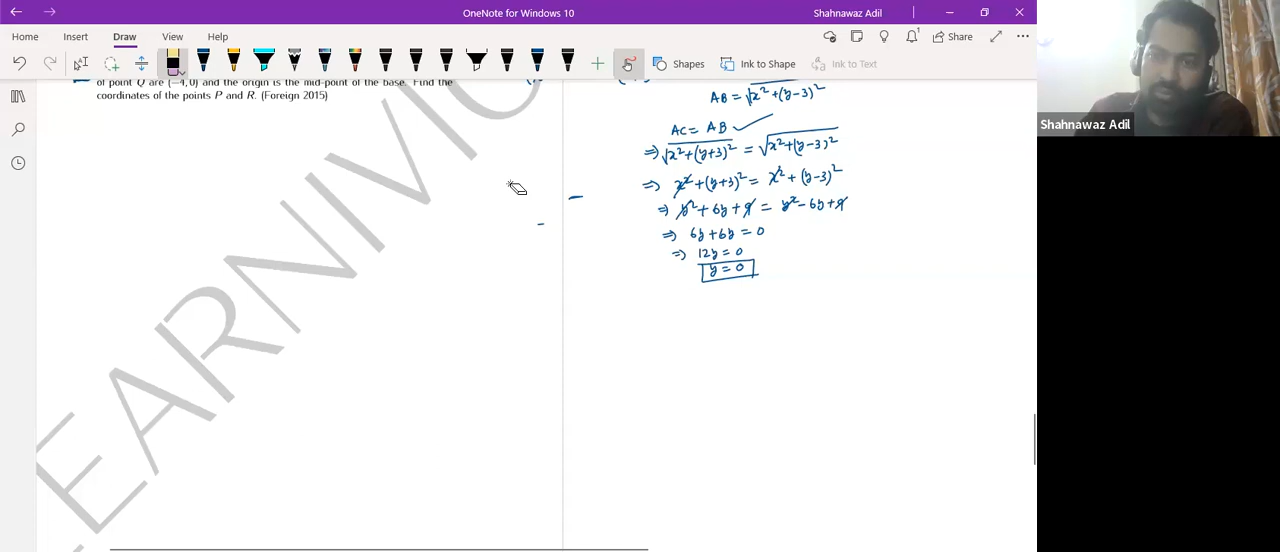 OneNote for Windows 10
Shahnawaz Adil
Home Insert Draw View Help
Share
Shapes Ink to Shape Ink to Text
of point Q are (−4,0) and the origin is the mid-point of the base. Find the
coordinates of the points P and R. (Foreign 2015)
AB = √x² + (y-3)²
AC = AB
⇒ √x² + (y+3)² = √x² + (y-3)²
⇒ x² + (y+3)² = x² + (y-3)²
⇒ y² + 6y + 9 = y² - 6y + 9
⇒ 6y + 6y = 0
⇒ 12y = 0
y = 0
LEARNIVO
Shahnawaz Adil